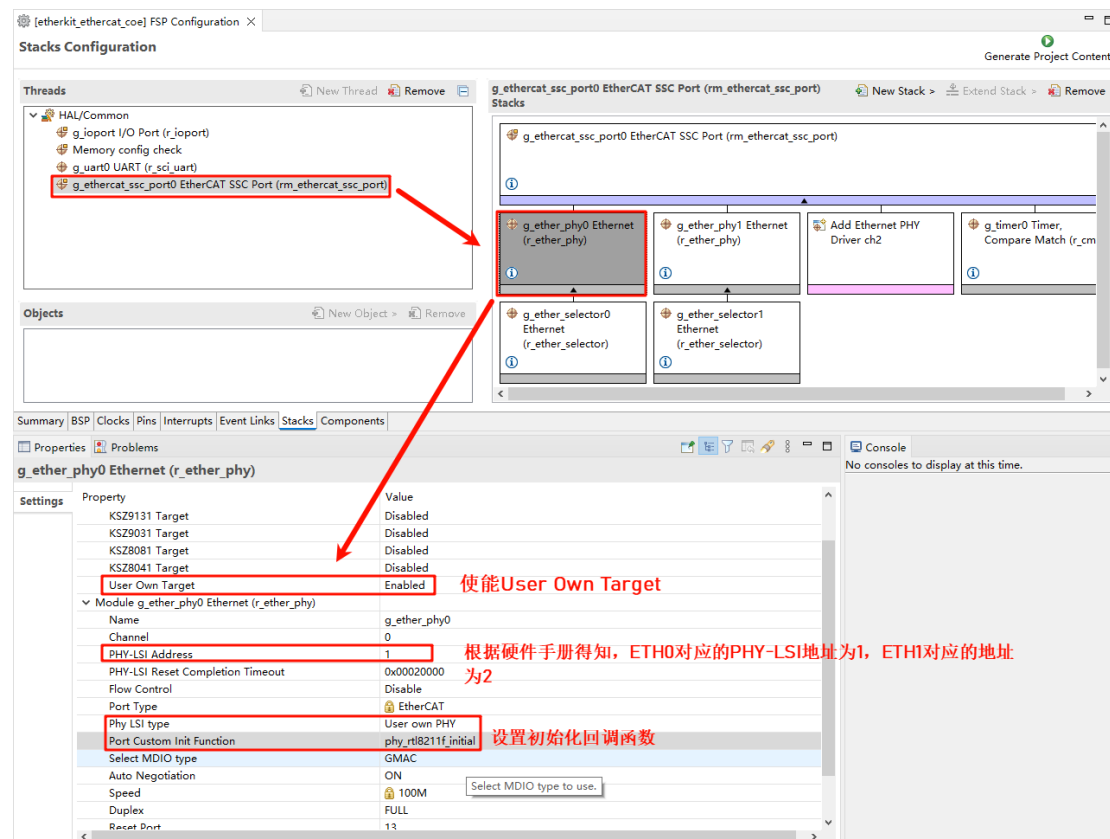 [etherkit_ethercat_coe] FSP Configuration
Stacks Configuration
Generate Project Content
Threads
New Thread
Remove
HAL/Common
g_ioport I/O Port (r_ioport)
Memory config check
g_uart0 UART (r_sci_uart)
g_ethercat_ssc_port0 EtherCAT SSC Port (rm_ethercat_ssc_port)
Objects
New Object >
Remove
g_ethercat_ssc_port0 EtherCAT SSC Port (rm_ethercat_ssc_port)
Stacks
New Stack >
Extend Stack >
Remove
g_ethercat_ssc_port0 EtherCAT SSC Port (rm_ethercat_ssc_port)
g_ether_phy0 Ethernet
(r_ether_phy)
g_ether_phy1 Ethernet
(r_ether_phy)
Add Ethernet PHY
Driver ch2
g_timer0 Timer,
Compare Match (r_cm
g_ether_selector0
Ethernet
(r_ether_selector)
g_ether_selector1
Ethernet
(r_ether_selector)
Summary BSP Clocks Pins Interrupts Event Links Stacks Components
Properties Problems
g_ether_phy0 Ethernet (r_ether_phy)
Settings
Property Value
KSZ9131 Target Disabled
KSZ9031 Target Disabled
KSZ8081 Target Disabled
KSZ8041 Target Disabled
User Own Target Enabled
使能User Own Target
Module g_ether_phy0 Ethernet (r_ether_phy)
Name g_ether_phy0
Channel 0
PHY-LSI Address 1
根据硬件手册得知，ETH0对应的PHY-LSI地址为1，ETH1对应的地址
为2
PHY-LSI Reset Completion Timeout 0x00020000
Flow Control Disable
Port Type EtherCAT
Phy LSI type User own PHY
Port Custom Init Function phy_rtl8211f_initial
设置初始化回调函数
Select MDIO type GMAC
Auto Negotiation ON
Select MDIO type to use.
Speed 100M
Duplex FULL
Reset Port 13
Console
No consoles to display at this time.